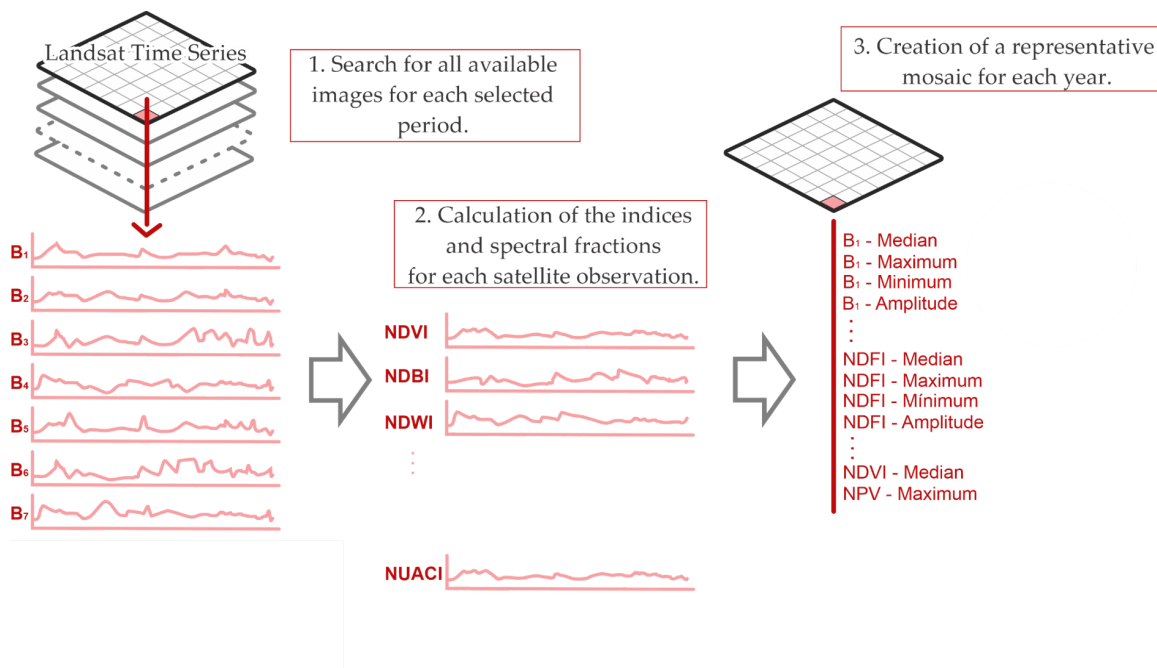 Landsat Time Series
1. Search for all available
images for each selected
period.
3. Creation of a representative
mosaic for each year.
2. Calculation of the indices
and spectral fractions
for each satellite observation.
B₁
B₂
B₃
B₄
B₅
B₆
B₇
NDVI
NDBI
NDWI
NUACI
B₁ - Median
B₁ - Maximum
B₁ - Minimum
B₁ - Amplitude
NDFI - Median
NDFI - Maximum
NDFI - Mínimum
NDFI - Amplitude
NDVI - Median
NPV - Maximum